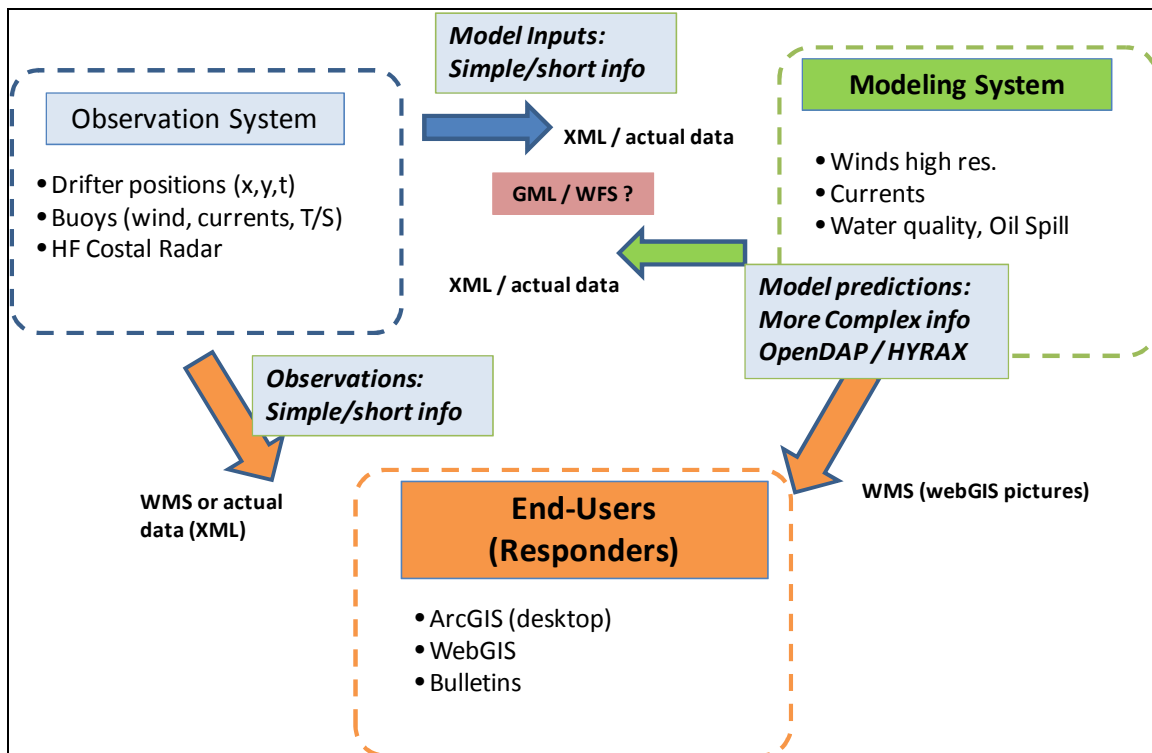 Model Inputs:
Simple/short info
Observation System
Modeling System
XML / actual data
• Drifter positions (x,y,t)
• Buoys (wind, currents, T/S)
• HF Costal Radar
• Winds high res.
• Currents
• Water quality, Oil Spill
GML / WFS ?
XML / actual data
Model predictions:
More Complex info
OpenDAP / HYRAX
Observations:
Simple/short info
WMS or actual
data (XML)
WMS (webGIS pictures)
End-Users
(Responders)
• ArcGIS (desktop)
• WebGIS
• Bulletins